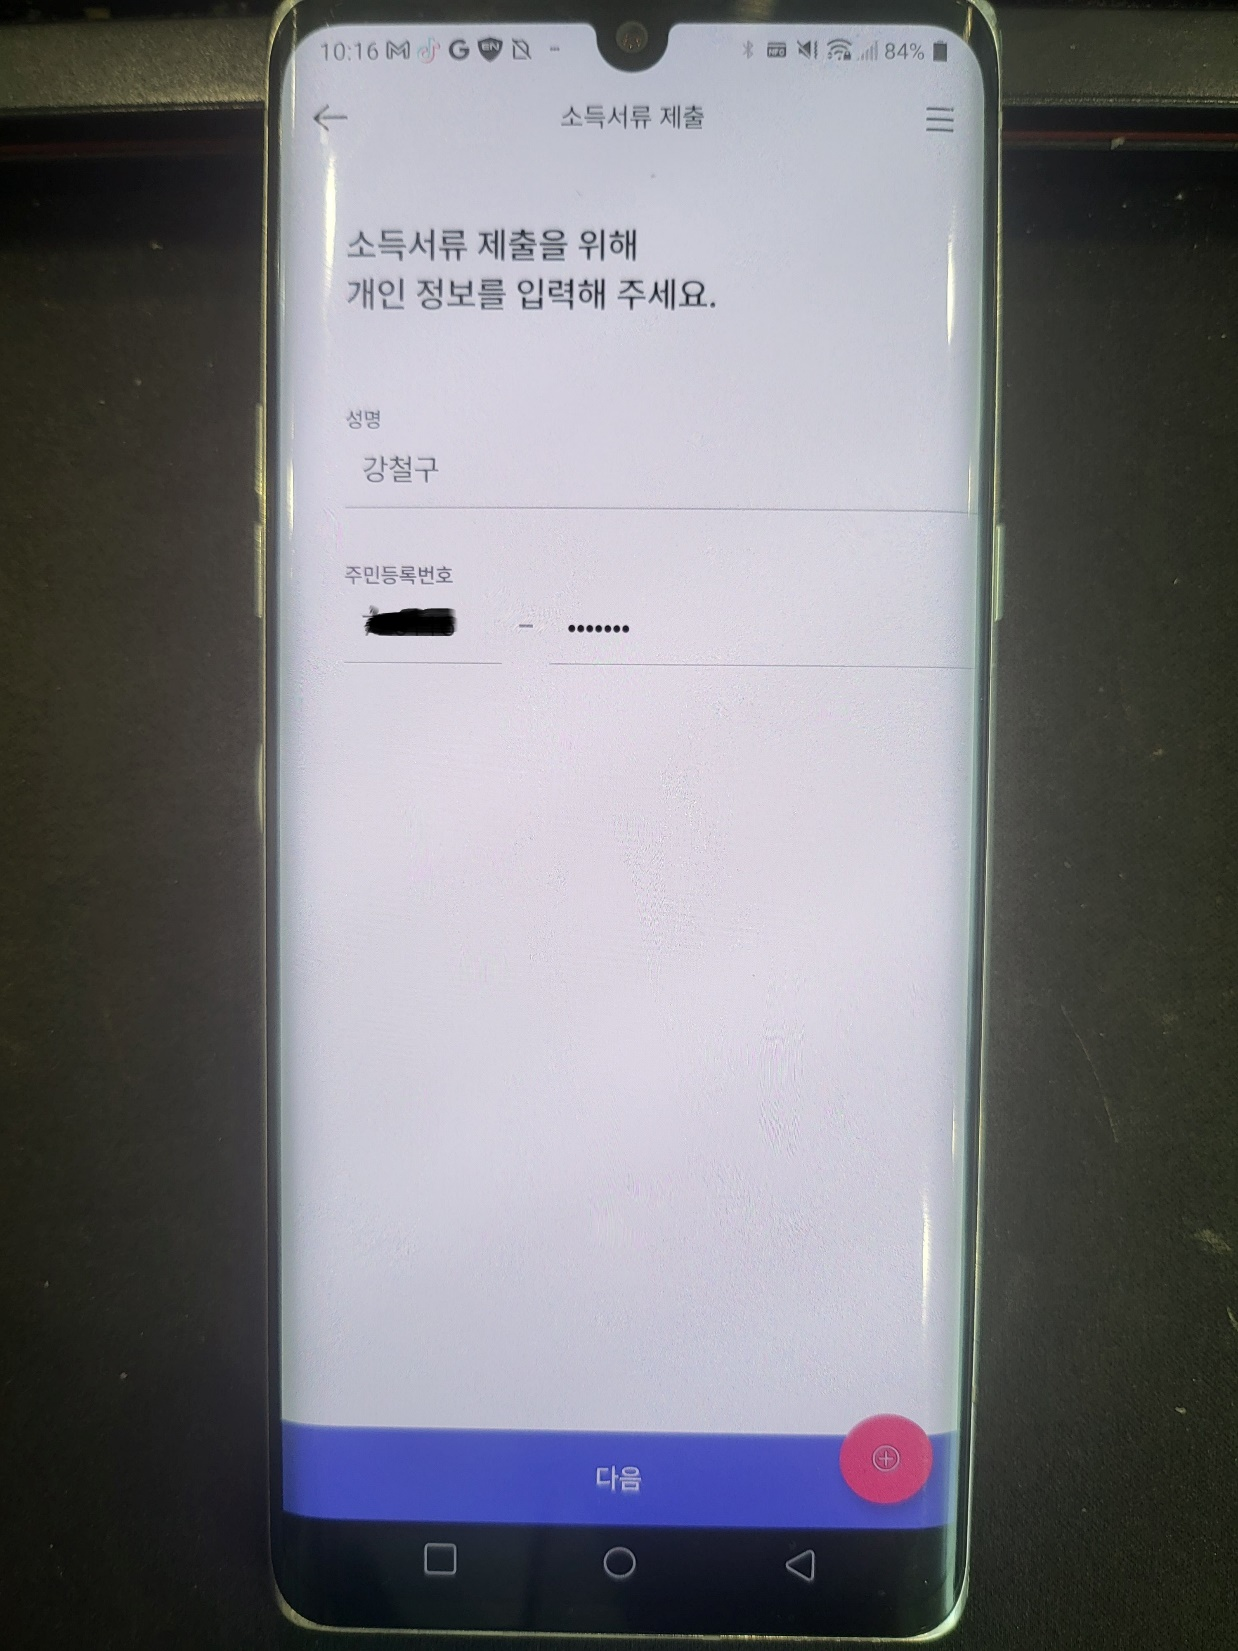 10:16 G EN 84%
소득서류 제출
소득서류 제출을 위해
개인 정보를 입력해 주세요.
성명
강철구
주민등록번호
- •••••••
다음